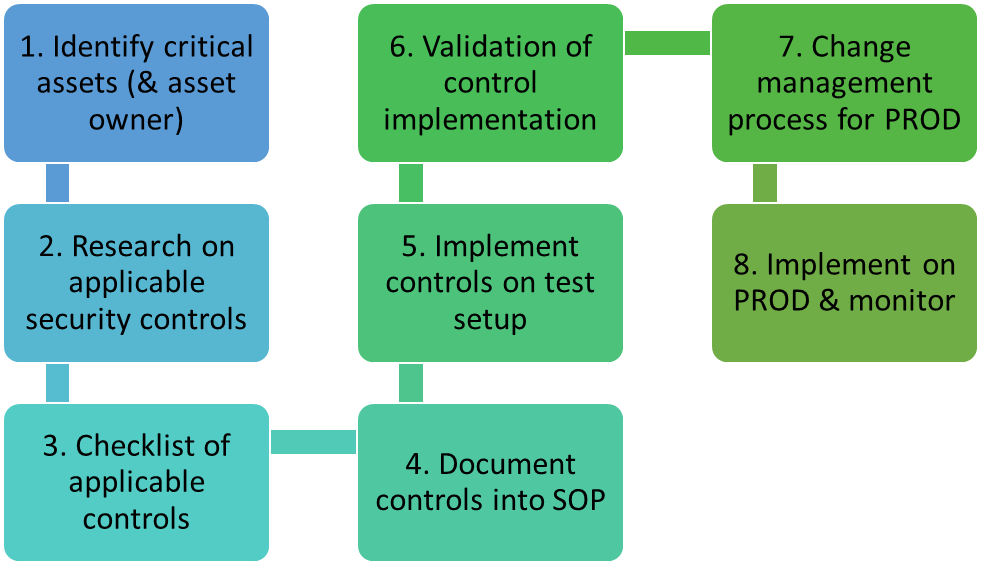 1. Identify critical
assets (& asset
owner)
2. Research on
applicable
security controls
3. Checklist of
applicable
controls
4. Document
controls into SOP
5. Implement
controls on test
setup
6. Validation of
control
implementation
7. Change
management
process for PROD
8. Implement on
PROD & monitor